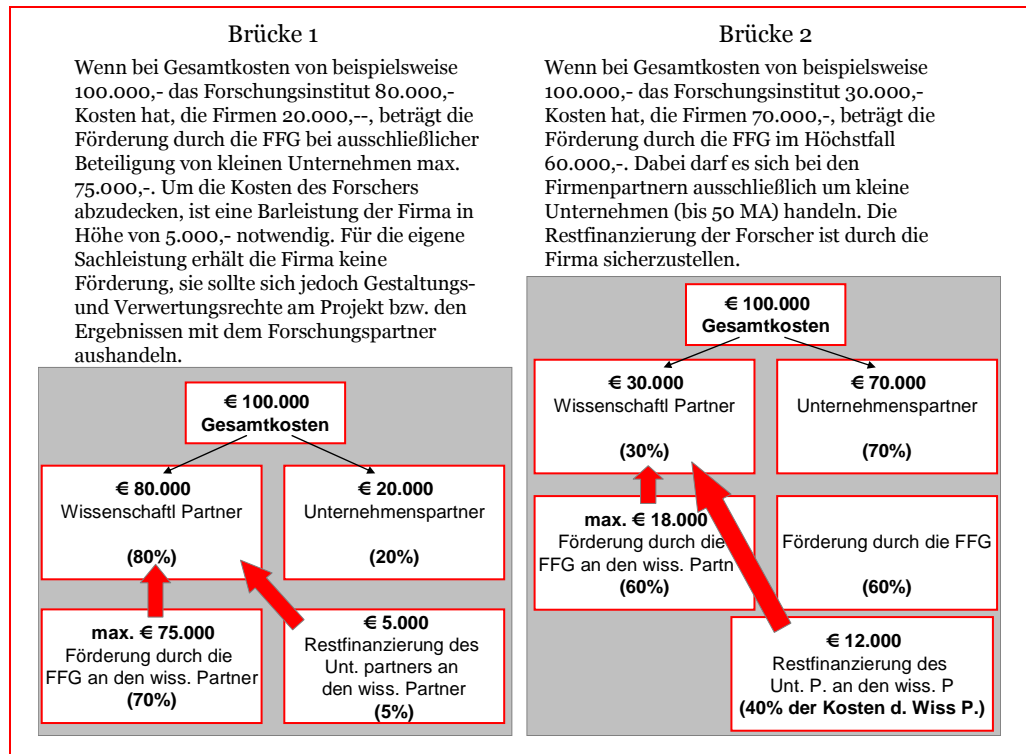 Brücke 1
Wenn bei Gesamtkosten von beispielsweise
100.000,- das Forschungsinstitut 80.000,-
Kosten hat, die Firmen 20.000,--, beträgt die
Förderung durch die FFG bei ausschließlicher
Beteiligung von kleinen Unternehmen max.
75.000,-. Um die Kosten des Forschers
abzudecken, ist eine Barleistung der Firma in
Höhe von 5.000,- notwendig. Für die eigene
Sachleistung erhält die Firma keine
Förderung, sie sollte sich jedoch Gestaltungs-
und Verwertungsrechte am Projekt bzw. den
Ergebnissen mit dem Forschungspartner
aushandeln.
€ 100.000
Gesamtkosten
€ 80.000
Wissenschaftl Partner
(80%)
€ 20.000
Unternehmenspartner
(20%)
max. € 75.000
Förderung durch die
FFG an den wiss. Partner
(70%)
€ 5.000
Restfinanzierung des
Unt. partners an
den wiss. Partner
(5%)
Brücke 2
Wenn bei Gesamtkosten von beispielsweise
100.000,- das Forschungsinstitut 30.000,-
Kosten hat, die Firmen 70.000,-, beträgt die
Förderung durch die FFG im Höchstfall
60.000,-. Dabei darf es sich bei den
Firmenpartnern ausschließlich um kleine
Unternehmen (bis 50 MA) handeln. Die
Restfinanzierung der Forscher ist durch die
Firma sicherzustellen.
€ 100.000
Gesamtkosten
€ 30.000
Wissenschaftl Partner
(30%)
€ 70.000
Unternehmenspartner
(70%)
max. € 18.000
Förderung durch die
FFG an den wiss. Partn
(60%)
Förderung durch die FFG
(60%)
€ 12.000
Restfinanzierung des
Unt. P. an den wiss. P
(40% der Kosten d. Wiss P.)